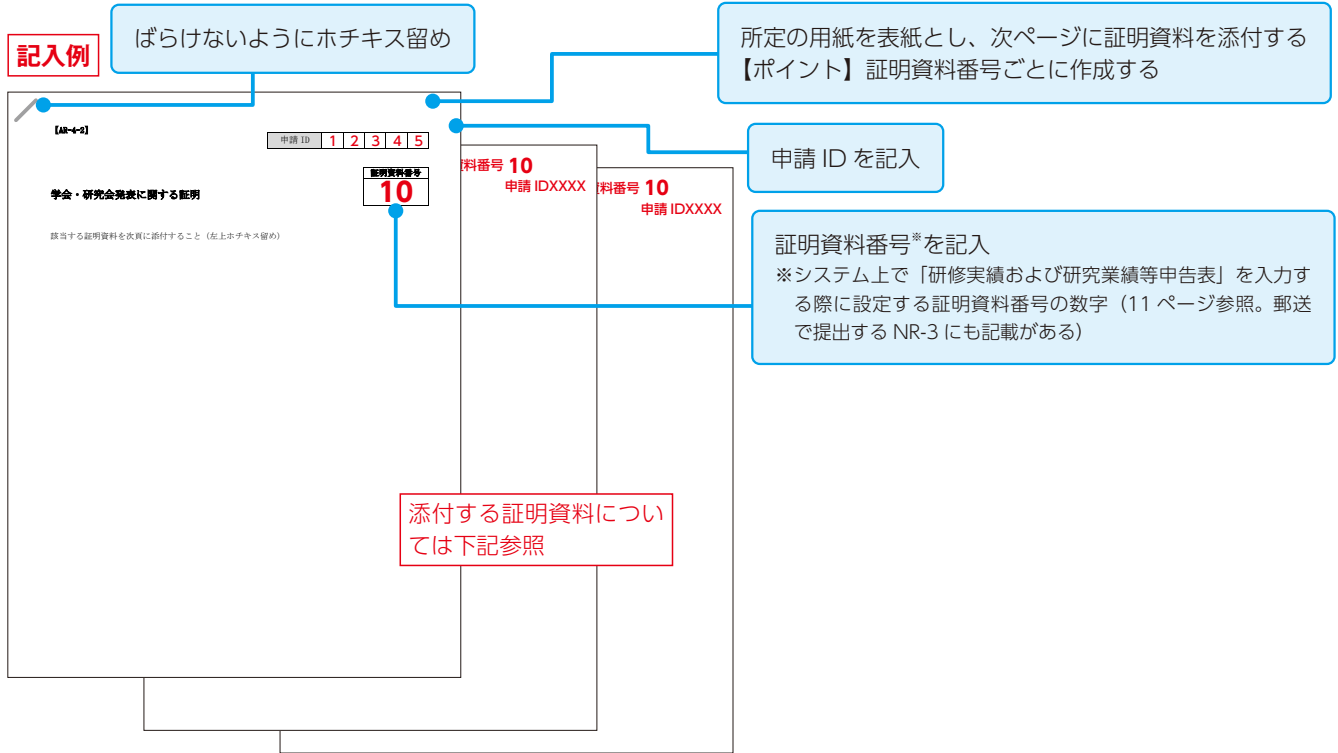 記入例
ばらけないようにホチキス留め
所定の用紙を表紙とし、次ページに証明資料を添付する
【ポイント】証明資料番号ごとに作成する
【AR-4-2】
申請 ID 1 2 3 4 5
申請 ID を記入
証明資料番号
10
学会・研究会発表に関する証明
該当する証明資料を次頁に添付すること（左上ホチキス留め）
料番号 10
申請 IDXXXX
料番号 10
申請 IDXXXX
証明資料番号※を記入
※システム上で「研修実績および研究業績等申告表」を入力す
る際に設定する証明資料番号の数字（11 ページ参照。郵送
で提出する NR-3 にも記載がある）
添付する証明資料につい
ては下記参照